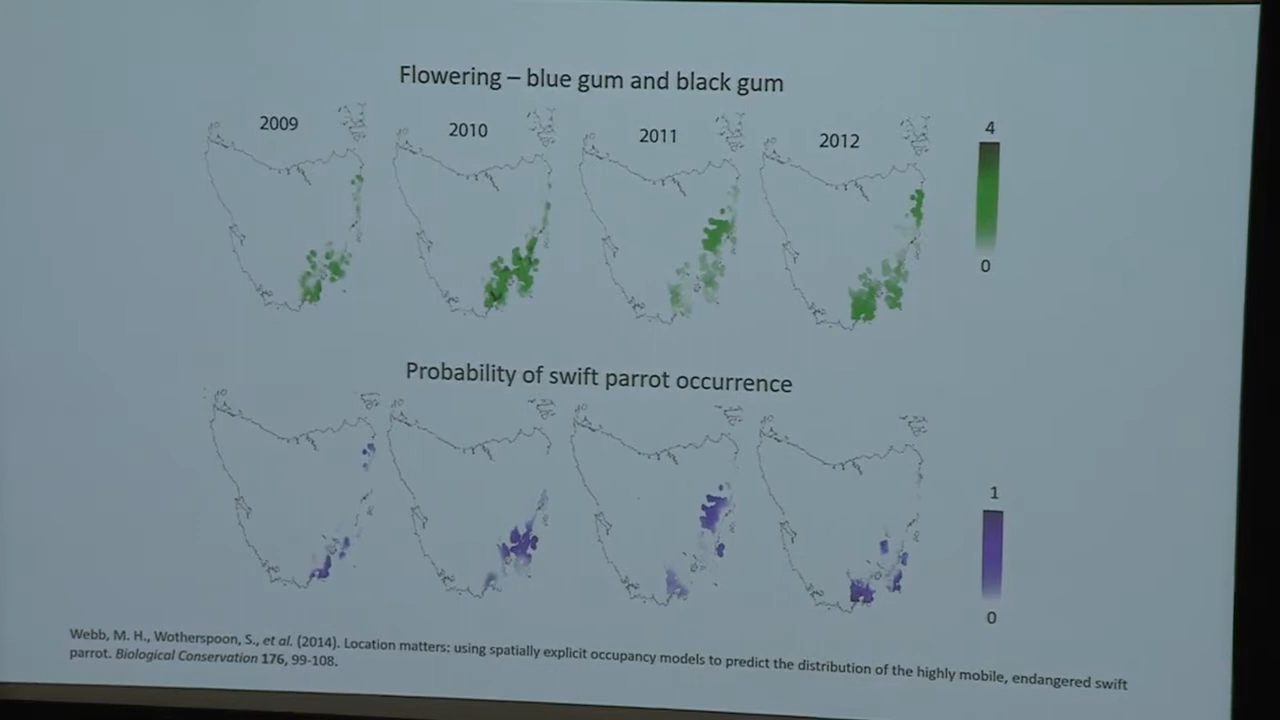 Flowering – blue gum and black gum
2009
2010
2011
2012
4
0
Probability of swift parrot occurrence
1
0
Webb, M. H., Wotherspoon, S., et al. (2014). Location matters: using spatially explicit occupancy models to predict the distribution of the highly mobile, endangered swift
parrot. Biological Conservation 176, 99-108.